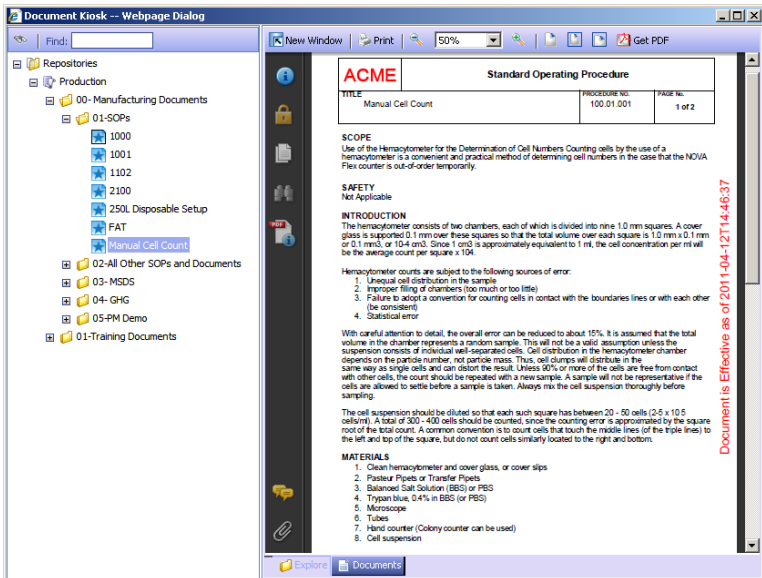 Document Kiosk -- Webpage Dialog
Find:
New Window
Print
50%
Get PDF
Repositories
Production
00- Manufacturing Documents
01-SOPs
1000
1001
1102
2100
250L Disposable Setup
FAT
Manual Cell Count
02-All Other SOPs and Documents
03- MSDS
04- GHG
05-PM Demo
01-Training Documents
ACME
Standard Operating Procedure
TITLE
Manual Cell Count
PROCEDURE NO.
100.01.001
PAGE No.
1 of 2
SCOPE
Use of the Hemacytometer for the Determination of Cell Numbers Counting cells by the use of a
hemacytometer is a convenient and practical method of determining cell numbers in the case that the NOVA
Flex counter is out-of-order temporarily.
SAFETY
Not Applicable
INTRODUCTION
The hemacytometer consists of two chambers, each of which is divided into nine 1.0 mm squares. A cover
glass is supported 0.1 mm over these squares so that the total volume over each square is 1.0 mm x 0.1 mm
or 0.1 mm3, or 10-4 cm3. Since 1 cm3 is approximately equivalent to 1 ml, the cell concentration per ml will
be the average count per square x 104.
Hemacytometer counts are subject to the following sources of error:
1. Unequal cell distribution in the sample
2. Improper filling of chambers (too much or too little)
3. Failure to adopt a convention for counting cells in contact with the boundaries lines or with each other
(be consistent)
4. Statistical error
With careful attention to detail, the overall error can be reduced to about 15%. It is assumed that the total
volume in the chamber represents a random sample. This will not be a valid assumption unless the
suspension consists of individual well-separated cells. Cell distribution in the hemacytometer chamber
depends on the particle number, not particle mass. Thus, cell clumps will distribute in the
same way as single cells and can distort the result. Unless 90% or more of the cells are free from contact
with other cells, the count should be repeated with a new sample. A sample will not be representative if the
cells are allowed to settle before a sample is taken. Always mix the cell suspension thoroughly before
sampling.
The cell suspension should be diluted so that each such square has between 20 - 50 cells (2-5 x 10 5
cells/ml). A total of 300 - 400 cells should be counted, since the counting error is approximated by the square
root of the total count. A common convention is to count cells that touch the middle lines (of the triple lines) to
the left and top of the square, but do not count cells similarly located to the right and bottom.
MATERIALS
1. Clean hemacytometer and cover glass, or cover slips
2. Pasteur Pipets or Transfer Pipets
3. Balanced Salt Solution (BBS) or PBS
4. Trypan blue, 0.4% in BBS (or PBS)
5. Microscope
6. Tubes
7. Hand counter (Colony counter can be used)
8. Cell suspension
Document is Effective as of 2011-04-12T14:46:37
PDF
Explore
Documents